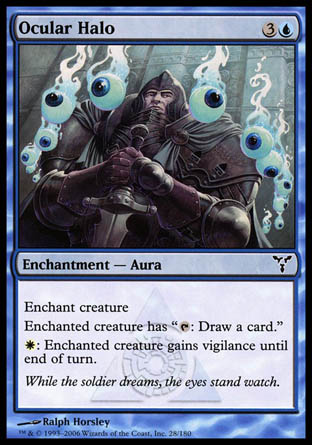 Ocular Halo 3
Enchantment — Aura
Enchant creature
Enchanted creature has “: Draw a card.”
: Enchanted creature gains vigilance until
end of turn.
While the soldier dreams, the eyes stand watch.
Ralph Horsley
™ & © 1993–2006 Wizards of the Coast, Inc. 28/180